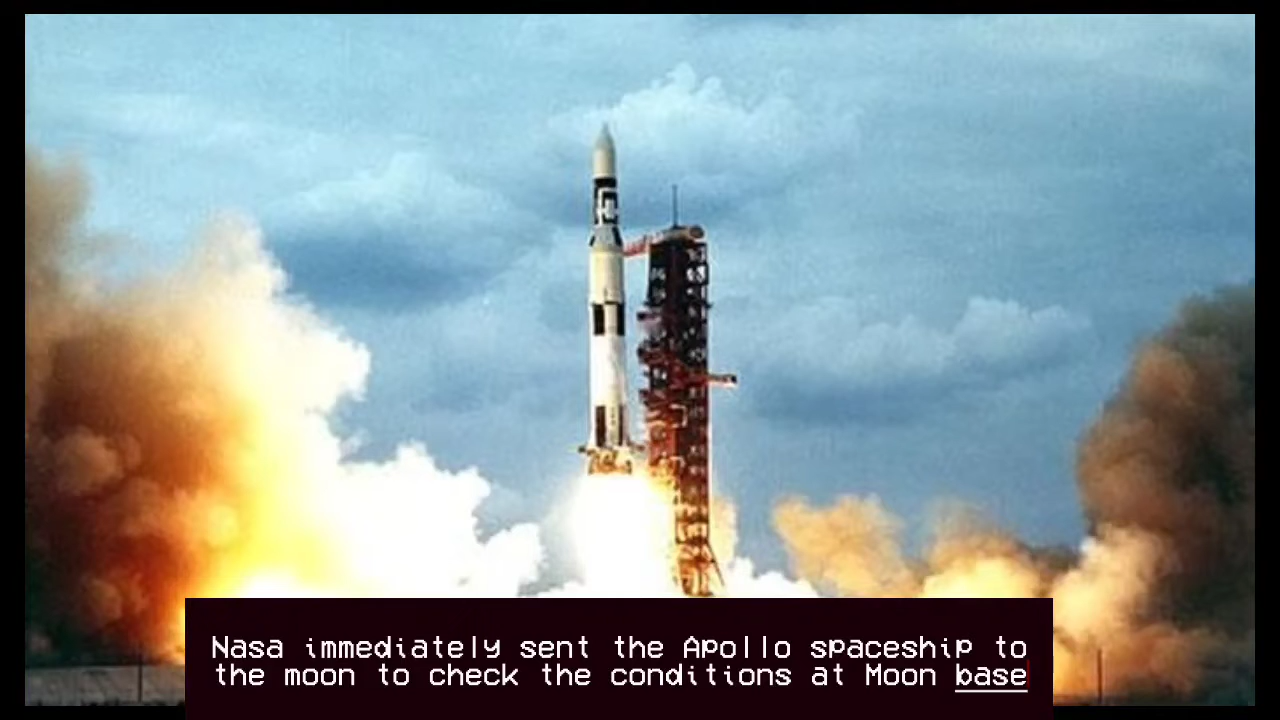 Nasa immediately sent the Apollo spaceship to
the moon to check the conditions at Moon base